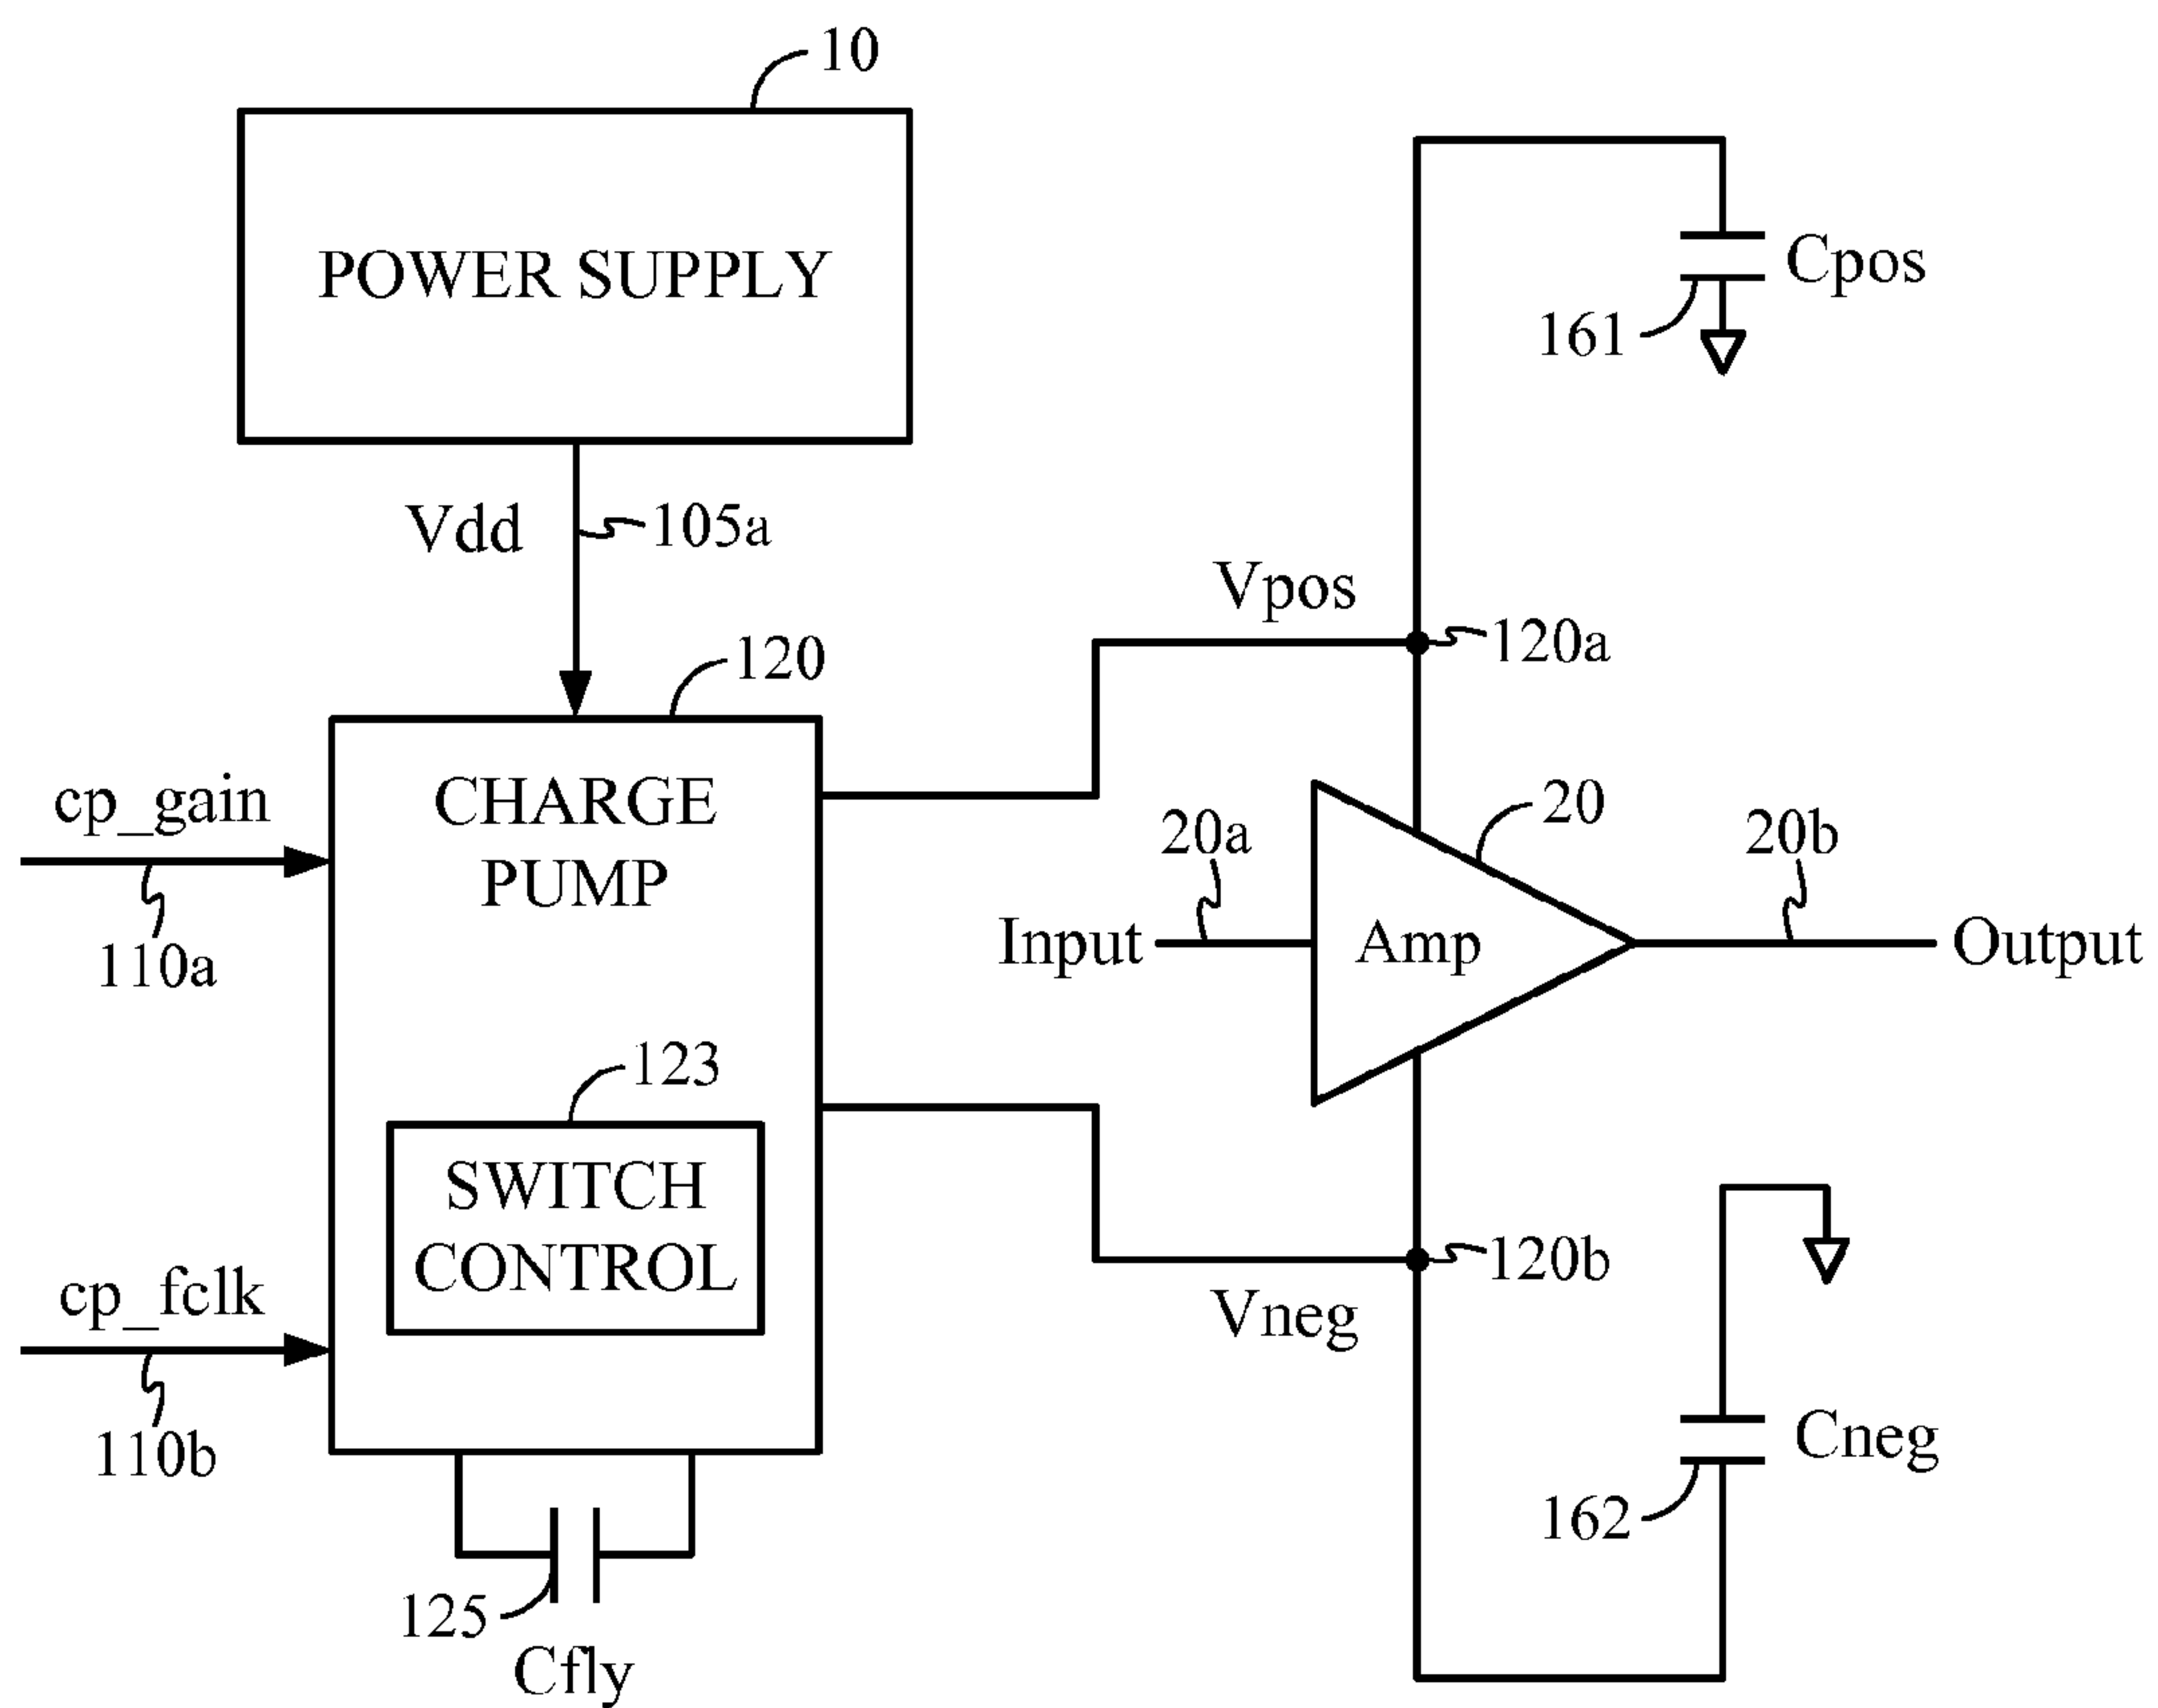 10
POWER SUPPLY
Cpos
161
Vdd
105a
Vpos
120a
120
cp_gain
110a
CHARGE
PUMP
20
20a
20b
Input
Amp
Output
123
SWITCH
CONTROL
cp_fclk
110b
120b
Vneg
Cneg
162
125
Cfly